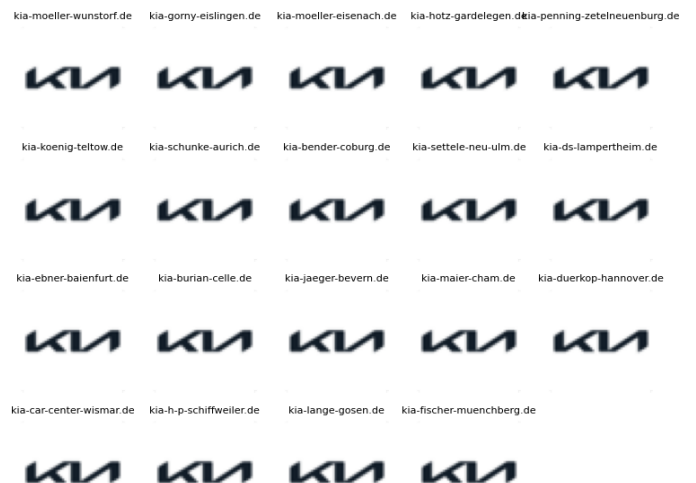 kia-moeller-wunstorf.de kia-gorny-eislingen.de kia-moeller-eisenach.de kia-hotz-gardelegen.de kia-penning-zetelneuenburg.de
KIA KIA KIA KIA KIA
kia-koenig-teltow.de kia-schunke-aurich.de kia-bender-coburg.de kia-settele-neu-ulm.de kia-ds-lampertheim.de
KIA KIA KIA KIA KIA
kia-ebner-baienfurt.de kia-burian-celle.de kia-jaeger-bevern.de kia-maier-cham.de kia-duerkop-hannover.de
KIA KIA KIA KIA KIA
kia-car-center-wismar.de kia-h-p-schiffweiler.de kia-lange-gosen.de kia-fischer-muenchberg.de
KIA KIA KIA KIA